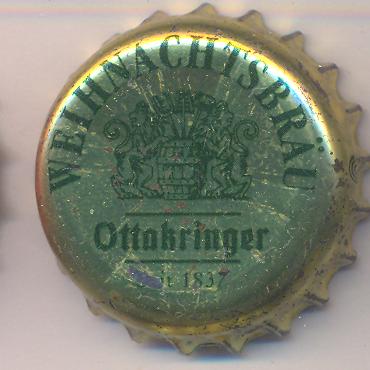 WEIHNACHTSBRÄU
Ottakringer
1837